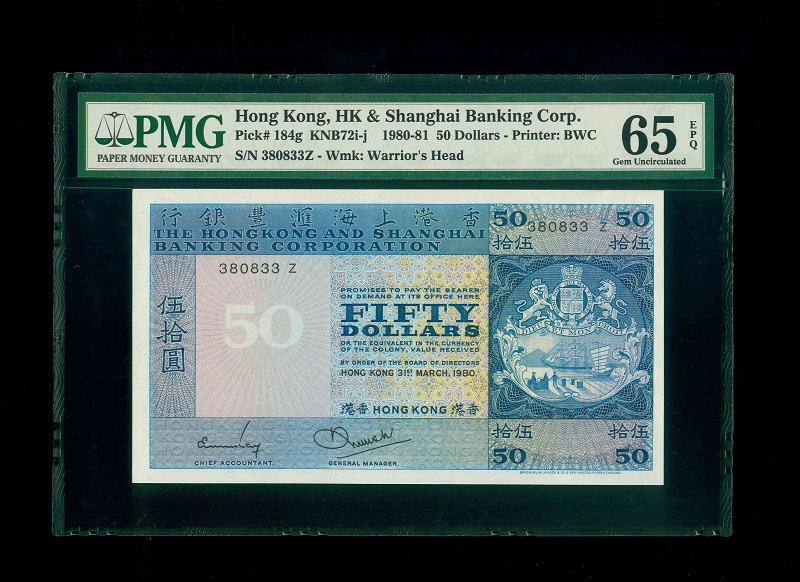 PMG
PAPER MONEY GUARANTY
Hong Kong, HK & Shanghai Banking Corp.
Pick# 184g KNB72i-j 1980-81 50 Dollars - Printer: BWC
S/N 380833Z - Wmk: Warrior's Head
65 EPQ
Gem Uncirculated
行銀豐滙海上港香
THE HONGKONG AND SHANGHAI
BANKING CORPORATION
50
50
拾伍
拾伍
380833 Z
380833 Z
伍拾圓
50
PROMISES TO PAY THE BEARER
ON DEMAND AT ITS OFFICE HERE
FIFTY
DOLLARS
OR THE EQUIVALENT IN THE CURRENCY
OF THE COLONY, VALUE RECEIVED
BY ORDER OF THE BOARD OF DIRECTORS
HONG KONG 31ST MARCH, 1980.
港香 HONG KONG 港香
CHIEF ACCOUNTANT.
GENERAL MANAGER.
拾伍
拾伍
50
50